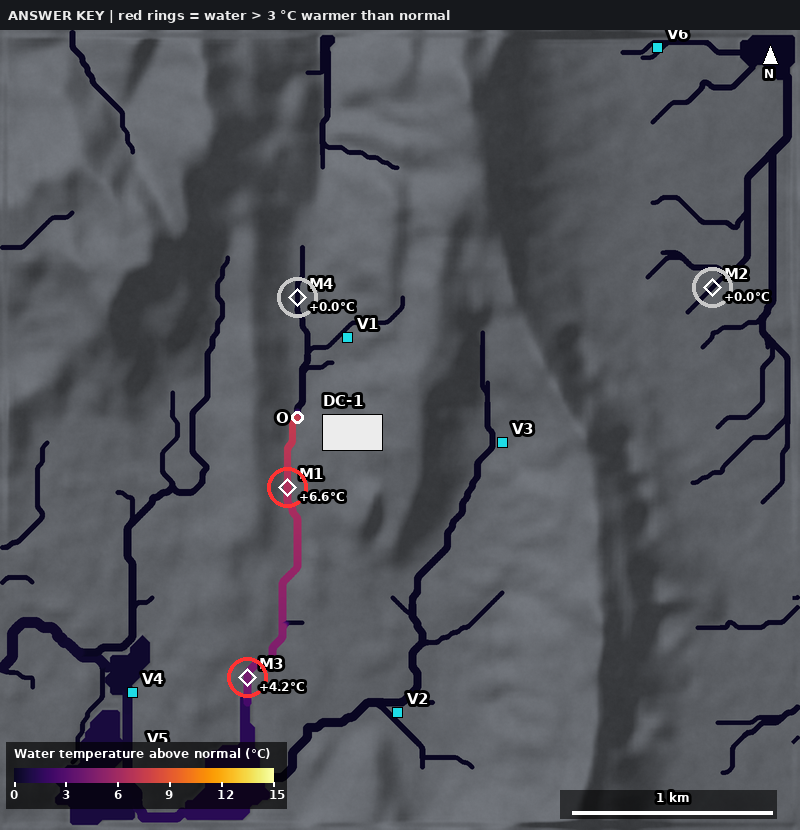 ANSWER KEY | red rings = water > 3 °C warmer than normal
V6
N
M4
+0.0°C
M2
+0.0°C
V1
DC-1
O
V3
M1
+6.6°C
M3
+4.2°C
V4
V2
V5
Water temperature above normal (°C)
0 3 6 9 12 15
1 km